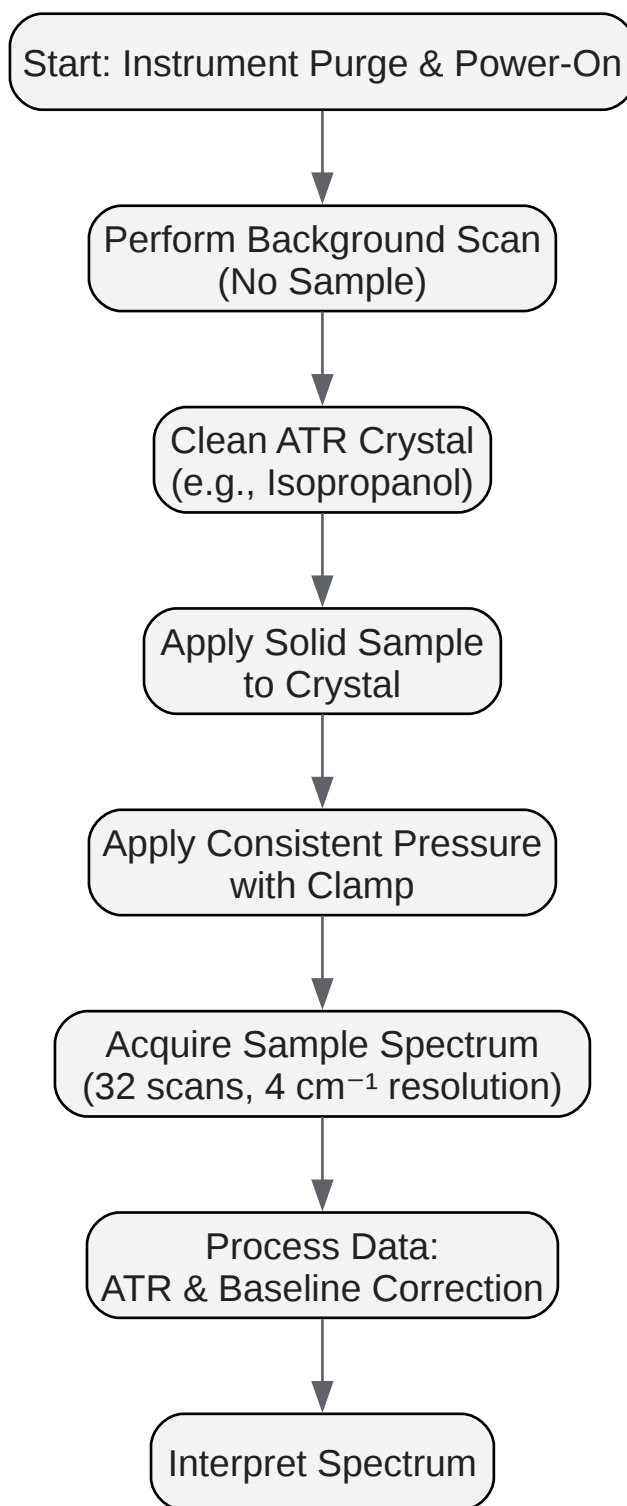 Start: Instrument Purge & Power-On
Perform Background Scan
(No Sample)
Clean ATR Crystal
(e.g., Isopropanol)
Apply Solid Sample
to Crystal
Apply Consistent Pressure
with Clamp
Acquire Sample Spectrum
(32 scans, 4 cm⁻¹ resolution)
Process Data:
ATR & Baseline Correction
Interpret Spectrum